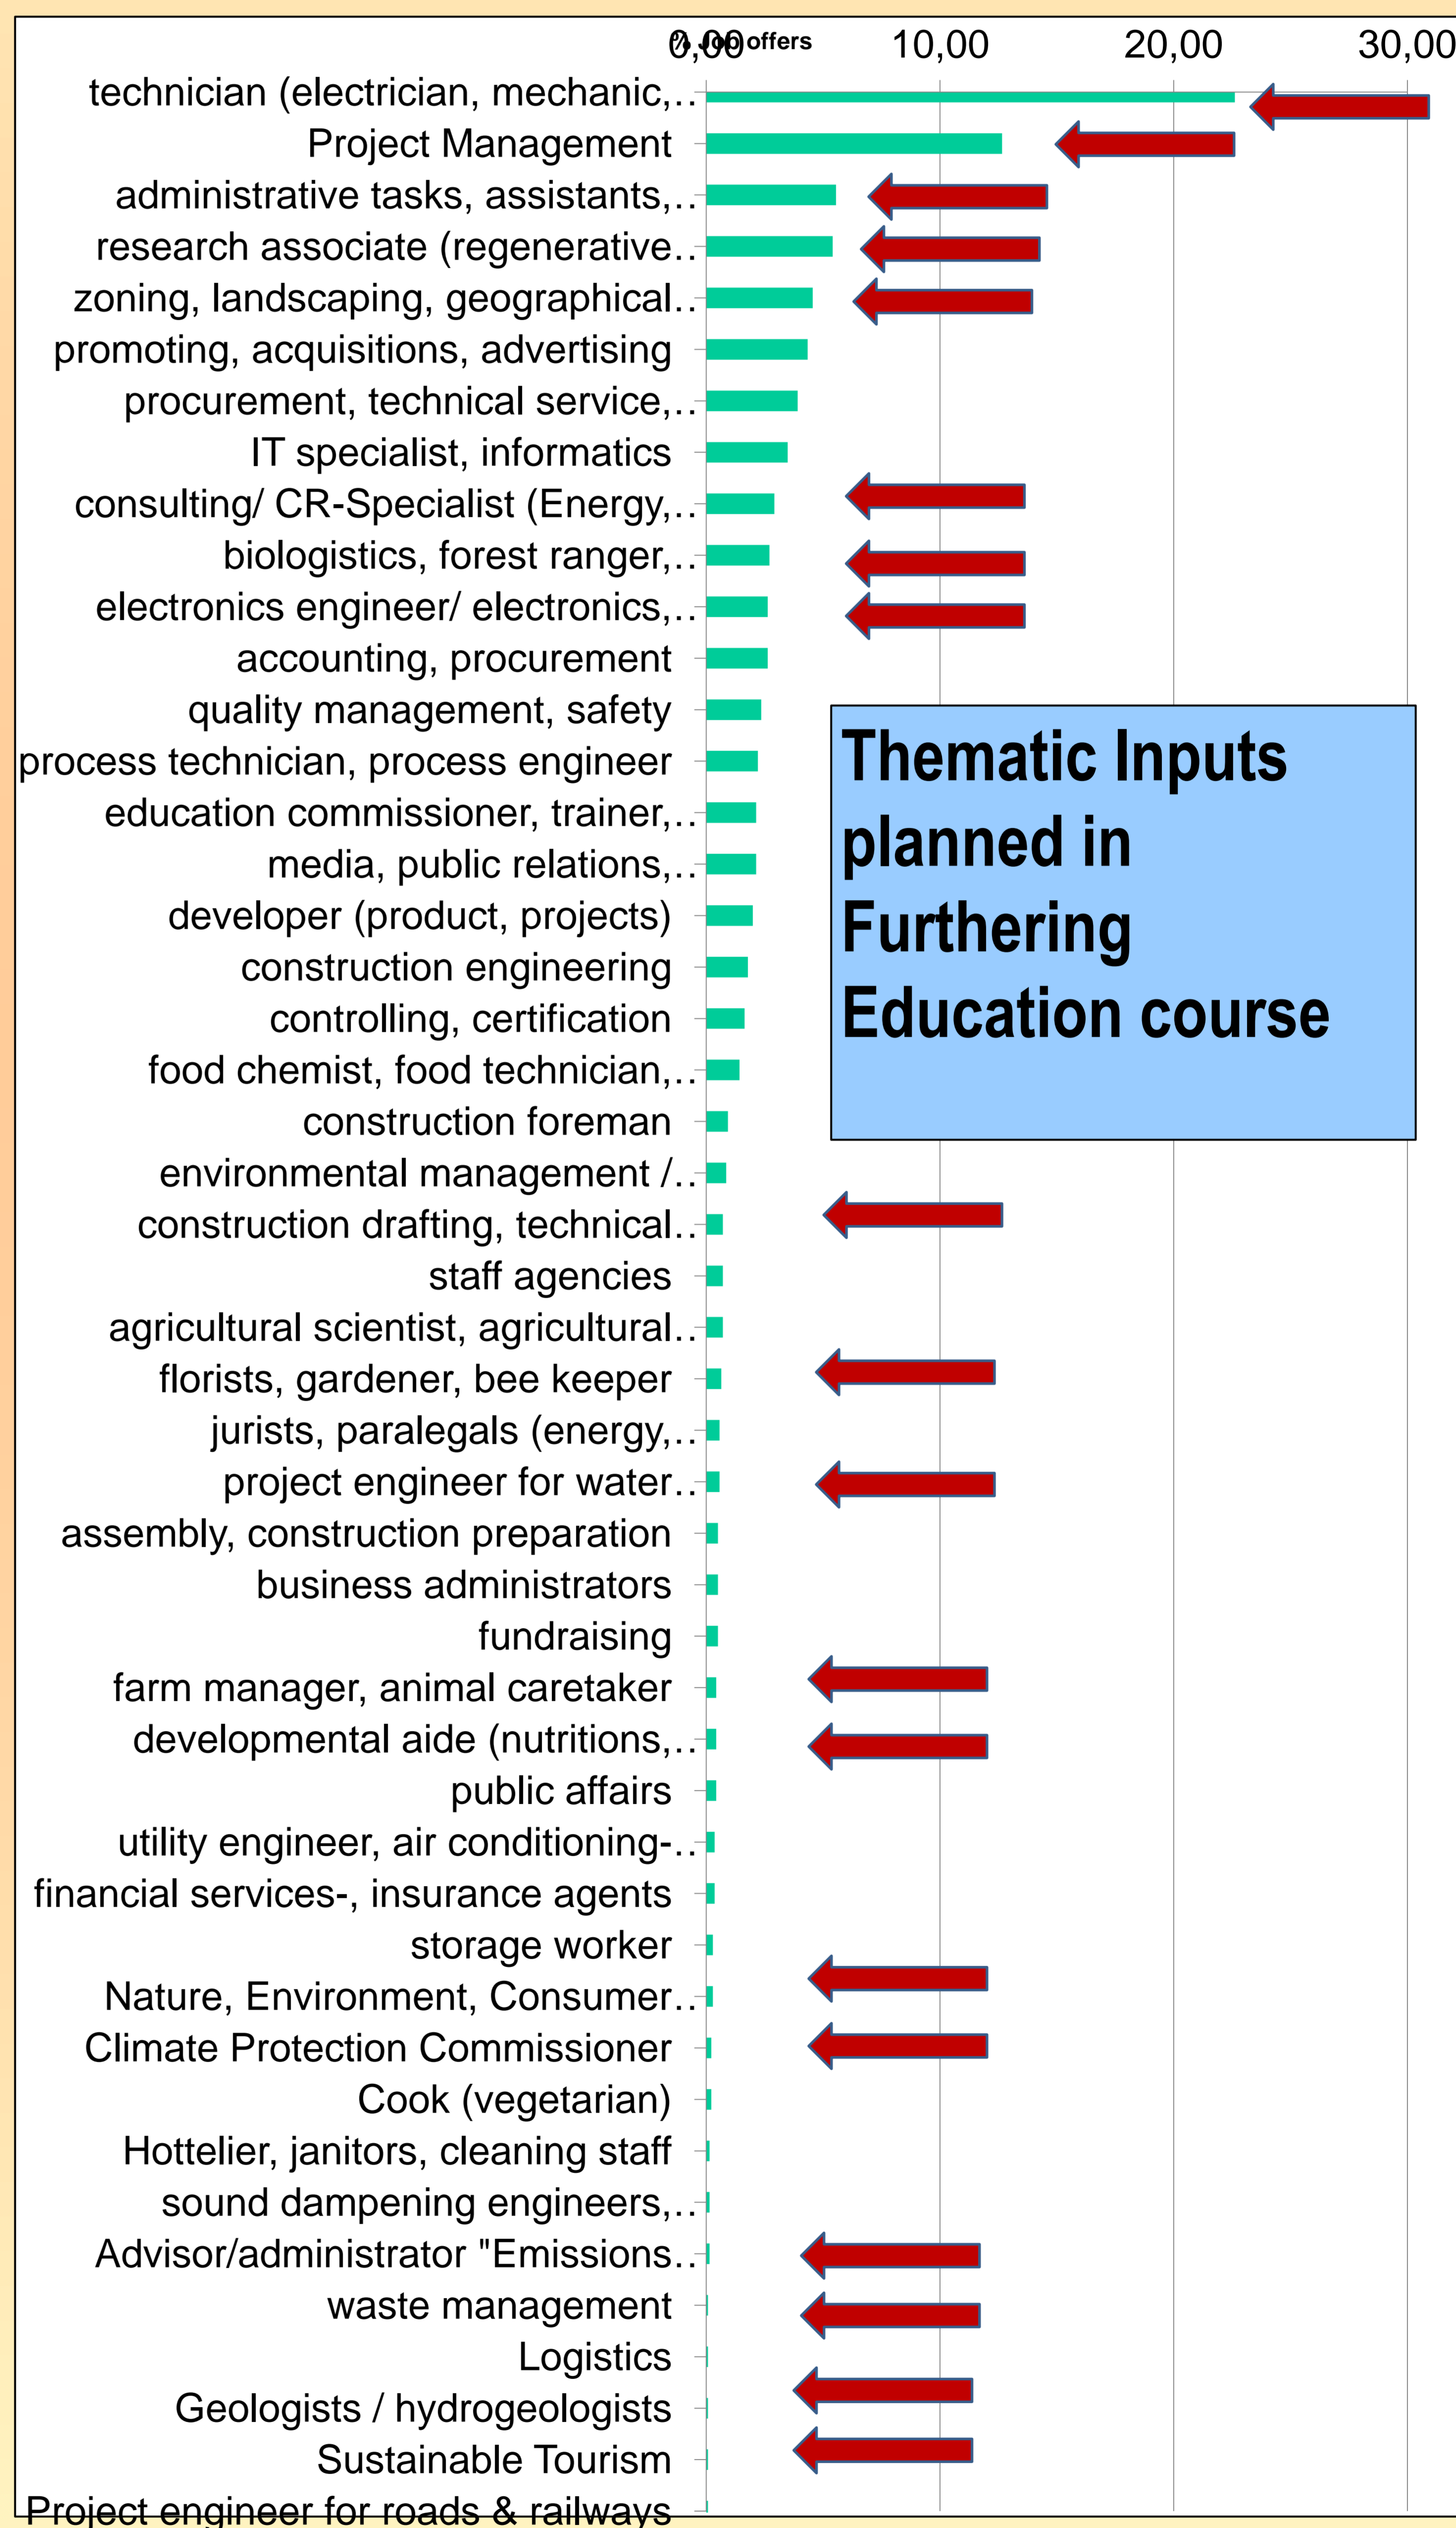 0,00 10,00 20,00 30,00
% Job offers
technician (electrician, mechanic,..
Project Management
administrative tasks, assistants,..
research associate (regenerative..
zoning, landscaping, geographical..
promoting, acquisitions, advertising
procurement, technical service,..
IT specialist, informatics
consulting/ CR-Specialist (Energy,..
biologistics, forest ranger,..
electronics engineer/ electronics,..
accounting, procurement
quality management, safety
process technician, process engineer
education commissioner, trainer,..
media, public relations,..
developer (product, projects)
construction engineering
controlling, certification
food chemist, food technician,..
construction foreman
environmental management /..
construction drafting, technical..
staff agencies
agricultural scientist, agricultural..
florists, gardener, bee keeper
jurists, paralegals (energy,..
project engineer for water..
assembly, construction preparation
business administrators
fundraising
farm manager, animal caretaker
developmental aide (nutritions,..
public affairs
utility engineer, air conditioning-..
financial services-, insurance agents
storage worker
Nature, Environment, Consumer..
Climate Protection Commissioner
Cook (vegetarian)
Hottelier, janitors, cleaning staff
sound dampening engineers,..
Advisor/administrator "Emissions..
waste management
Logistics
Geologists / hydrogeologists
Sustainable Tourism
Project engineer for roads & railways
Thematic Inputs
planned in
Furthering
Education course